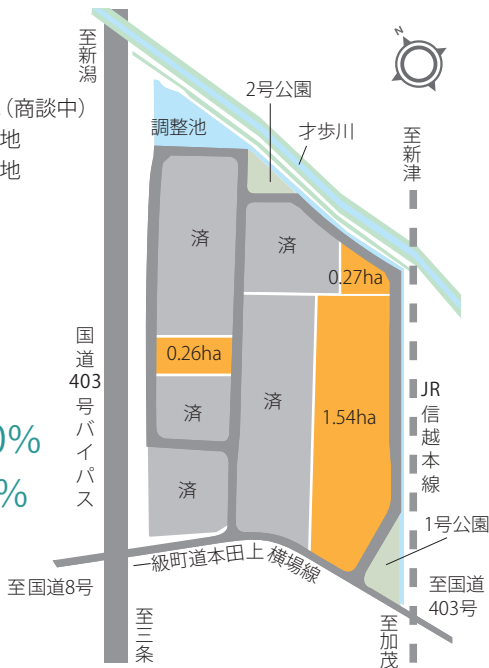 N
至新潟
2号公園
(商談中)
調整池
才歩川
地
至新津
地
済
済
0.27ha
国道403号バイパス
0.26ha
済
JR信越本線
済
1.54ha
0%
%
済
1号公園
一級町道本田上横場線
至国道8号
至国道
403号
至三条
至加茂